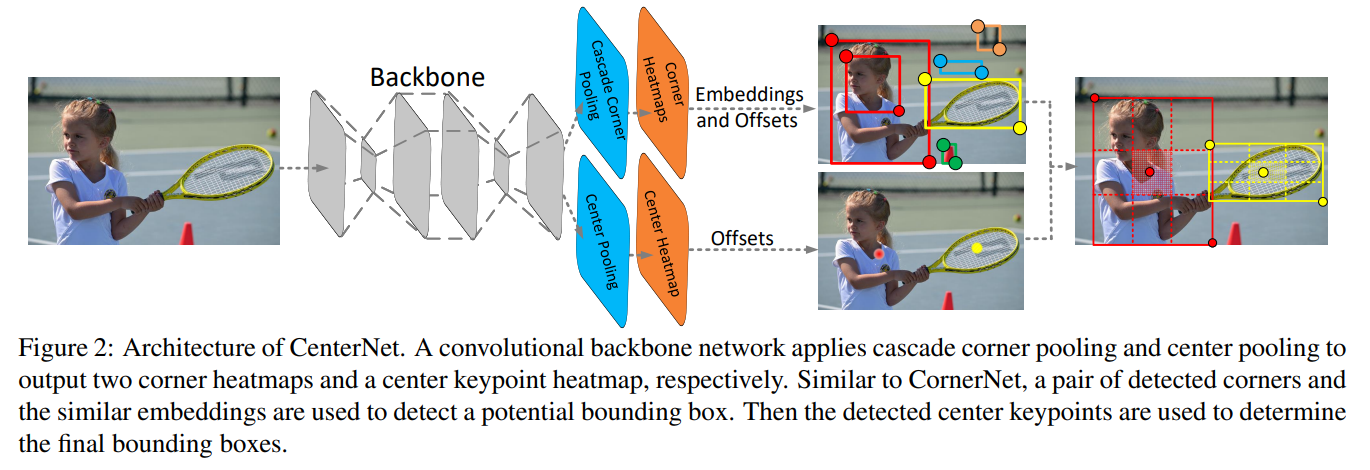 Backbone
Cascade Corner
Pooling
Corner
Heatmaps
Embeddings
and Offsets
Center Pooling
Center Heatmap
Offsets
Figure 2: Architecture of CenterNet. A convolutional backbone network applies cascade corner pooling and center pooling to
output two corner heatmaps and a center keypoint heatmap, respectively. Similar to CornerNet, a pair of detected corners and
the similar embeddings are used to detect a potential bounding box. Then the detected center keypoints are used to determine
the final bounding boxes.